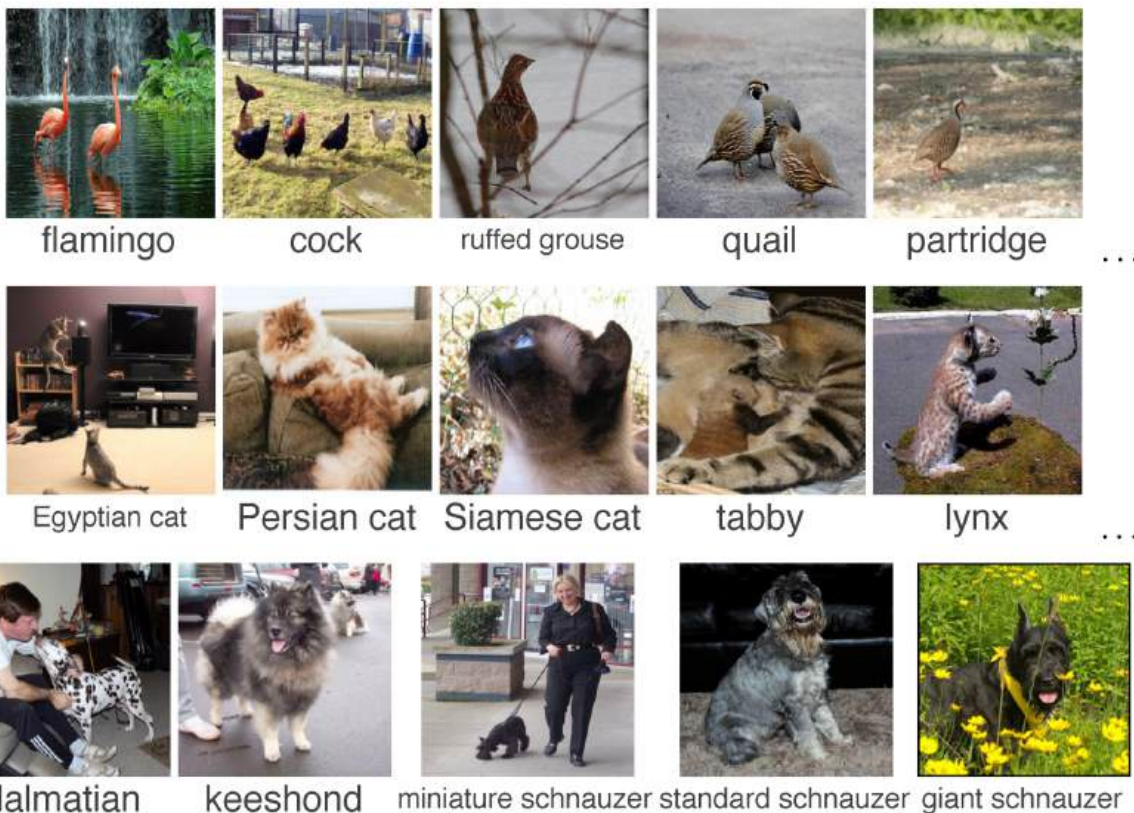 flamingo
cock
ruffed grouse
quail
partridge
...
Egyptian cat
Persian cat
Siamese cat
tabby
lynx
...
dalmatian
keeshond
miniature schnauzer
standard schnauzer
giant schnauzer